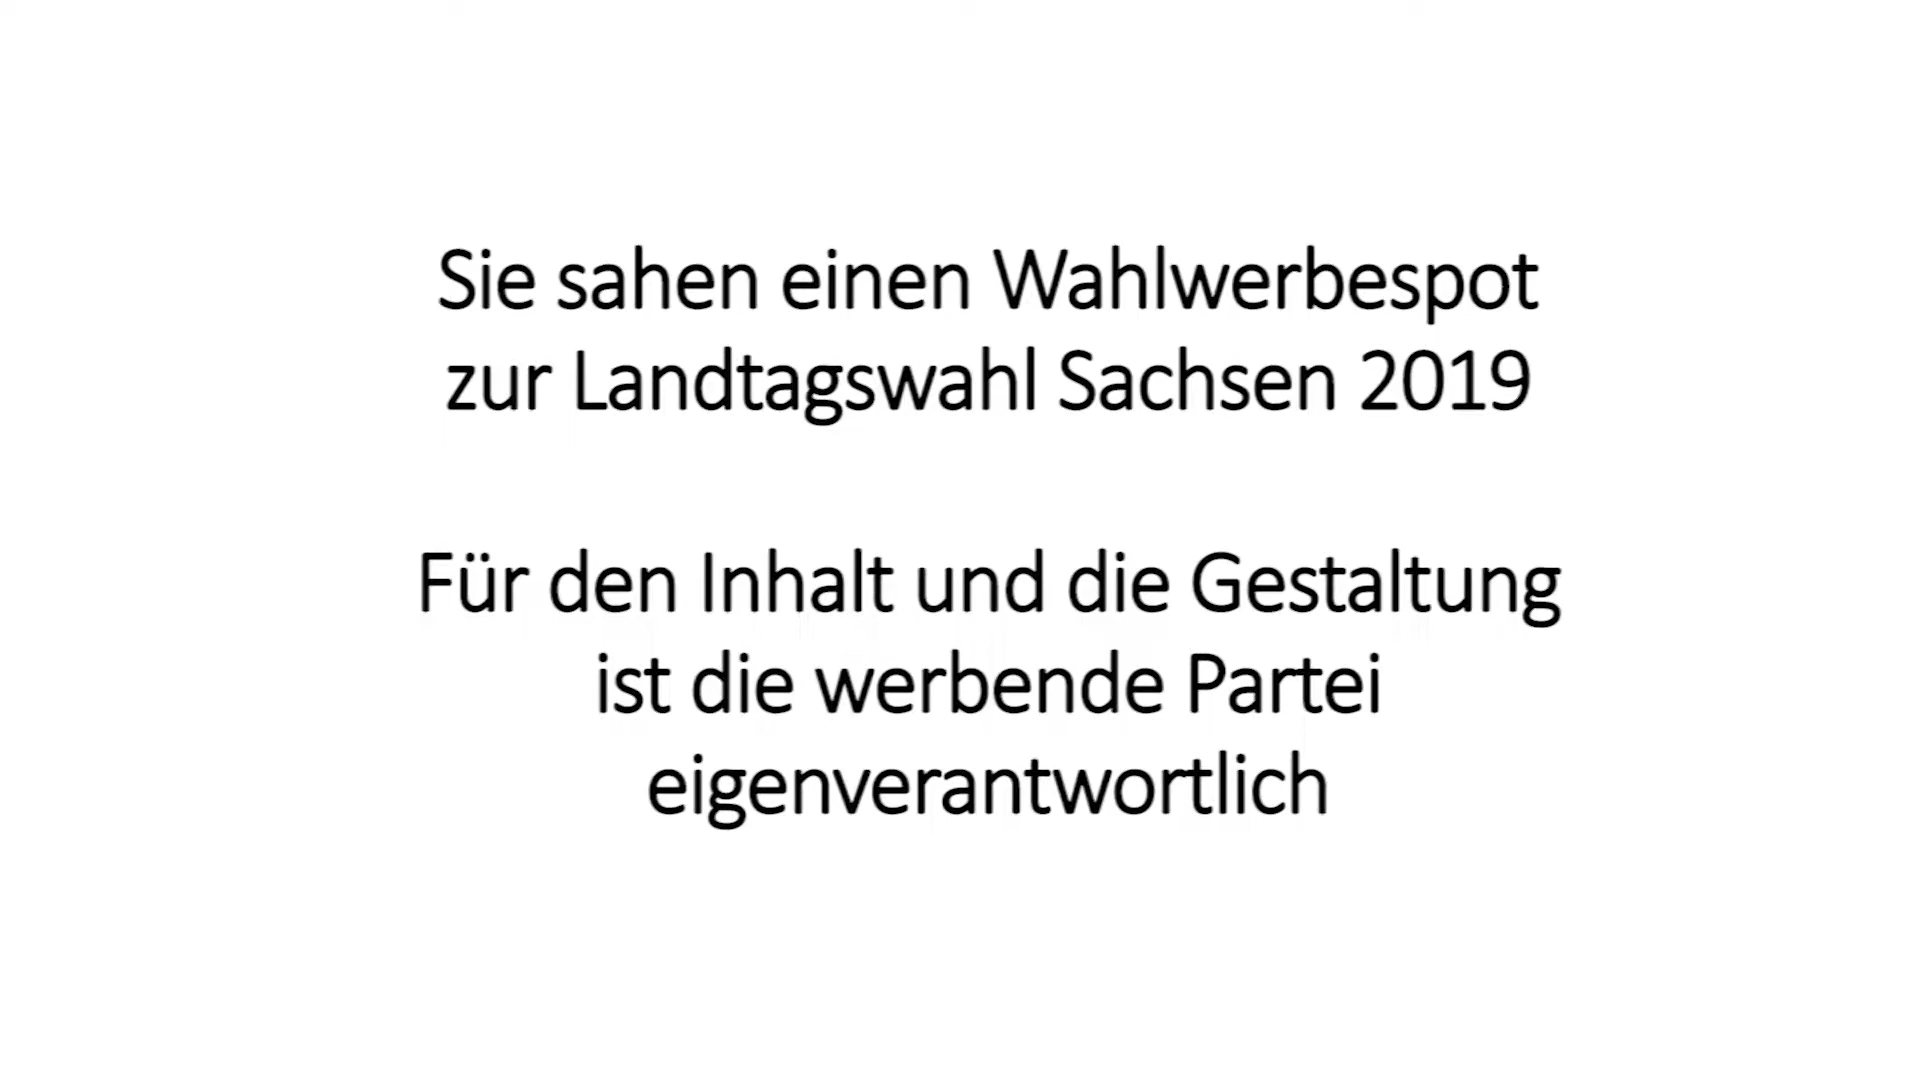 Sie sahen einen Wahlwerbespot
zur Landtagswahl Sachsen 2019
Für den Inhalt und die Gestaltung
ist die werbende Partei
eigenverantwortlich